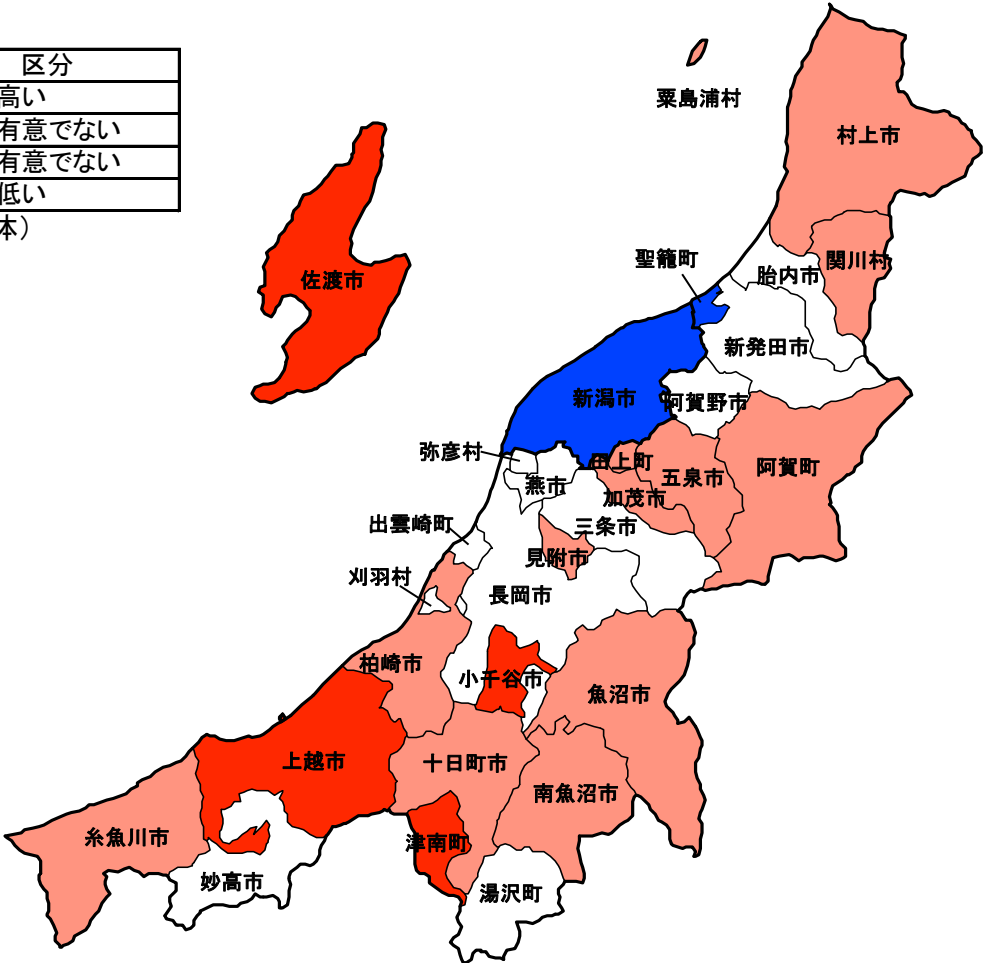 区分
高い
有意でない
有意でない
低い
体）
粟島浦村
村上市
関川村
聖籠町
胎内市
佐渡市
新発田市
新潟市
阿賀野市
弥彦村
田上町
阿賀町
五泉市
燕市
加茂市
出雲崎町
三条市
見附市
刈羽村
長岡市
柏崎市
小千谷市
魚沼市
上越市
十日町市
南魚沼市
糸魚川市
津南町
妙高市
湯沢町